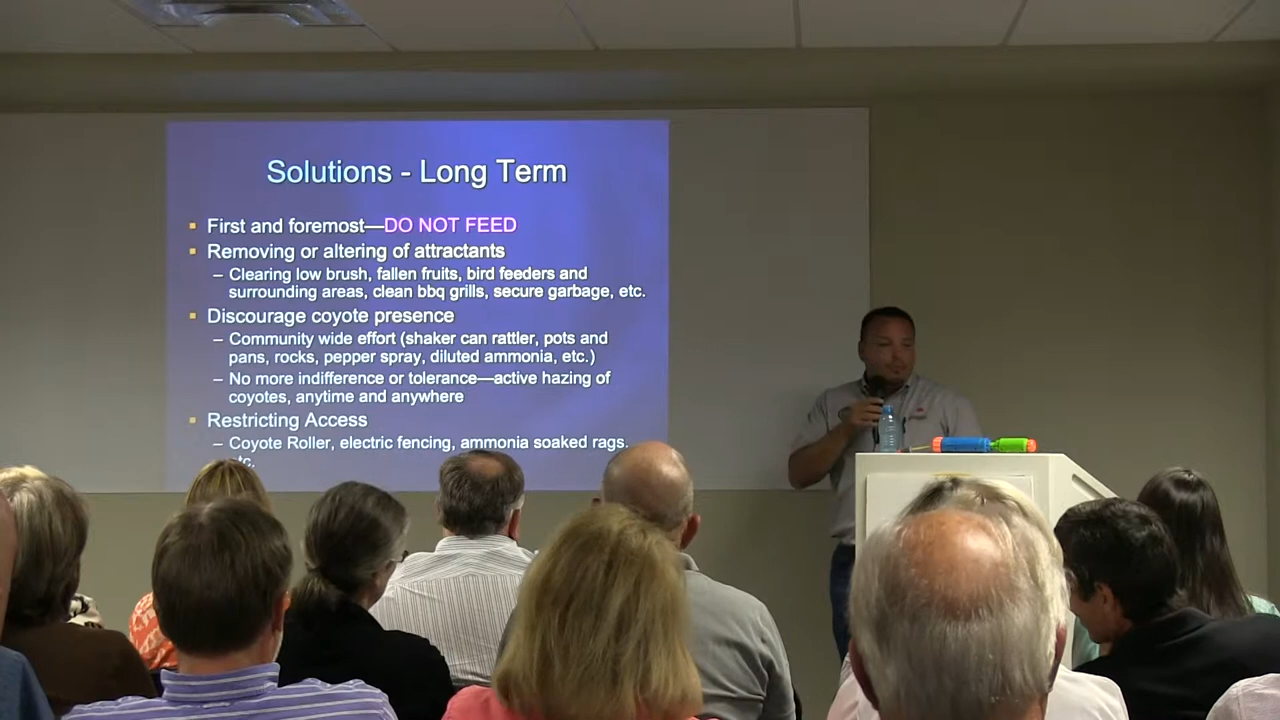 Solutions - Long Term
First and foremost—DO NOT FEED
Removing or altering of attractants
– Clearing low brush, fallen fruits, bird feeders and
surrounding areas, clean bbq grills, secure garbage, etc.
Discourage coyote presence
– Community wide effort (shaker can rattler, pots and
pans, rocks, pepper spray, diluted ammonia, etc.)
– No more indifference or tolerance—active hazing of
coyotes, anytime and anywhere
Restricting Access
– Coyote Roller, electric fencing, ammonia soaked rags.
etc.